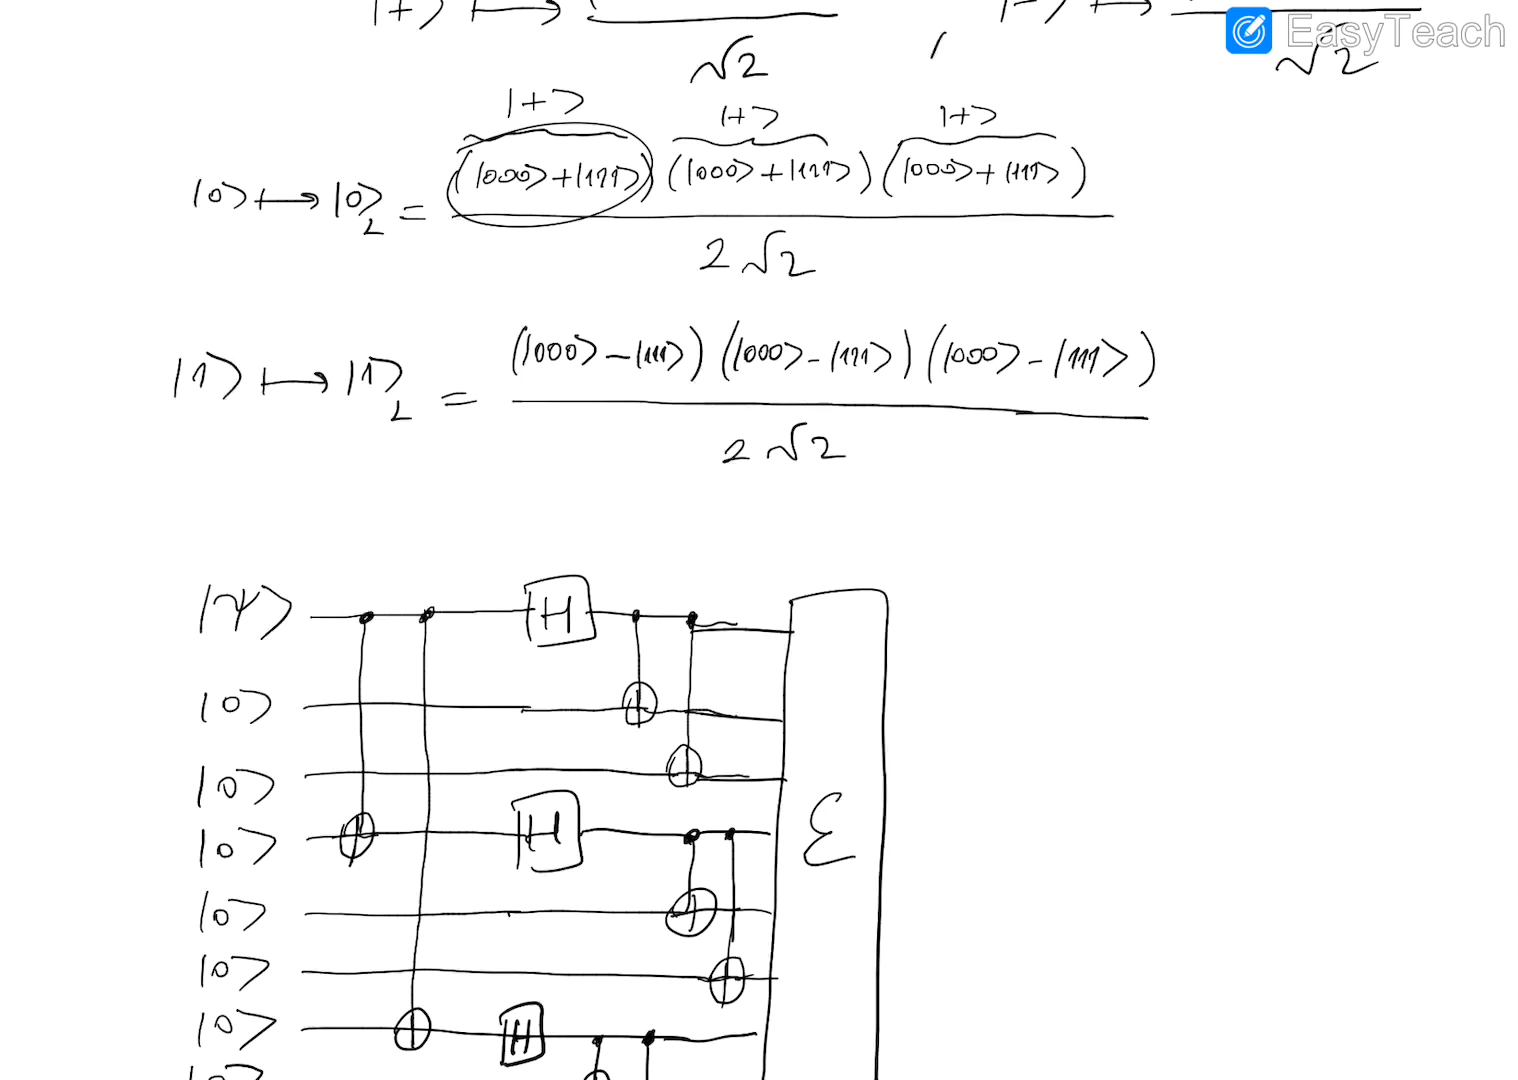 |+⟩ ⟼ √2 , |-⟩ ⟼ √2
EasyTeach
|+⟩ |+⟩ |+⟩
|0⟩ ⟼ |0⟩_L = (|000⟩+|111⟩) (|000⟩+|111⟩) (|000⟩+|111⟩)
2√2
|1⟩ ⟼ |1⟩_L = (|000⟩-|111⟩) (|000⟩-|111⟩) (|000⟩-|111⟩)
2√2
|ψ⟩ H
|0⟩
|0⟩
|0⟩ H ℰ
|0⟩
|0⟩
|0⟩ H
|0⟩